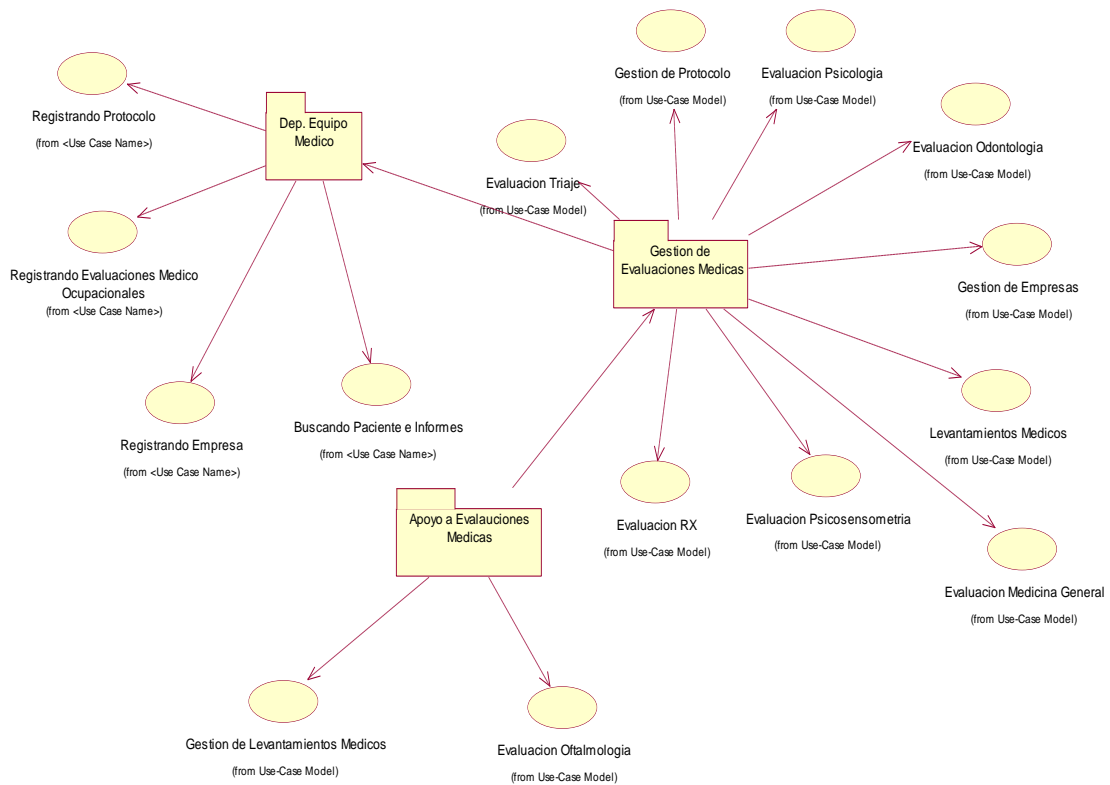 Gestion de Protocolo
(from Use-Case Model)
Evaluacion Psicologia
(from Use-Case Model)
Registrando Protocolo
(from <Use Case Name>)
Dep. Equipo
Medico
Evaluacion Odontologia
(from Use-Case Model)
Evaluacion Triaje
(from Use-Case Model)
Gestion de
Evaluaciones Medicas
Registrando Evaluaciones Medico
Ocupacionales
(from <Use Case Name>)
Gestion de Empresas
(from Use-Case Model)
Registrando Empresa
(from <Use Case Name>)
Buscando Paciente e Informes
(from <Use Case Name>)
Levantamientos Medicos
(from Use-Case Model)
Apoyo a Evalauciones
Medicas
Evaluacion RX
(from Use-Case Model)
Evaluacion Psicosensometria
(from Use-Case Model)
Evaluacion Medicina General
(from Use-Case Model)
Gestion de Levantamientos Medicos
(from Use-Case Model)
Evaluacion Oftalmologia
(from Use-Case Model)